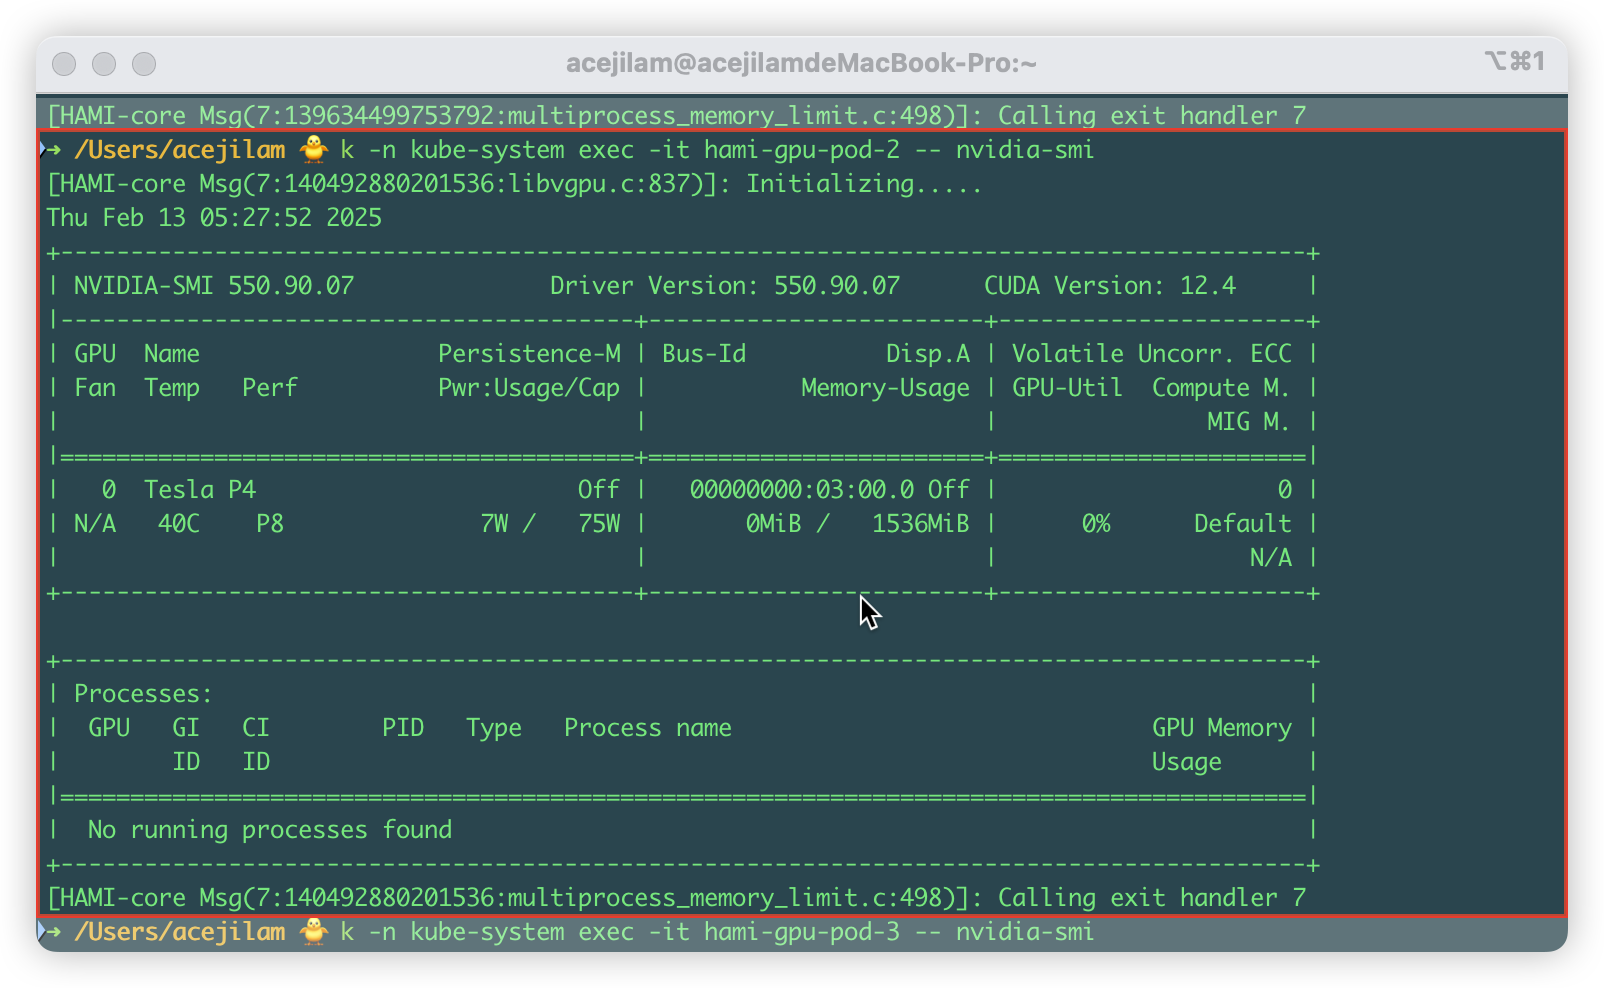 acejilam@acejilamdeMacBook-Pro:~ ⌥⌘1
[HAMI-core Msg(7:139634499753792:multiprocess_memory_limit.c:498)]: Calling exit handler 7
➜ /Users/acejilam 🐥 k -n kube-system exec -it hami-gpu-pod-2 -- nvidia-smi
[HAMI-core Msg(7:140492880201536:libvgpu.c:837)]: Initializing.....
Thu Feb 13 05:27:52 2025
+-----------------------------------------------------------------------------------------+
| NVIDIA-SMI 550.90.07              Driver Version: 550.90.07      CUDA Version: 12.4     |
|-----------------------------------------+------------------------+----------------------+
| GPU  Name                 Persistence-M | Bus-Id          Disp.A | Volatile Uncorr. ECC |
| Fan  Temp   Perf          Pwr:Usage/Cap |           Memory-Usage | GPU-Util  Compute M. |
|                                         |                        |               MIG M. |
|=========================================+========================+======================|
|   0  Tesla P4                       Off |   00000000:03:00.0 Off |                    0 |
| N/A   40C    P8              7W /   75W |       0MiB /   1536MiB |      0%      Default |
|                                         |                        |                  N/A |
+-----------------------------------------+------------------------+----------------------+
+-----------------------------------------------------------------------------------------+
| Processes:                                                                              |
|  GPU   GI   CI        PID   Type   Process name                              GPU Memory |
|        ID   ID                                                               Usage      |
|=========================================================================================|
|  No running processes found                                                             |
+-----------------------------------------------------------------------------------------+
[HAMI-core Msg(7:140492880201536:multiprocess_memory_limit.c:498)]: Calling exit handler 7
➜ /Users/acejilam 🐥 k -n kube-system exec -it hami-gpu-pod-3 -- nvidia-smi